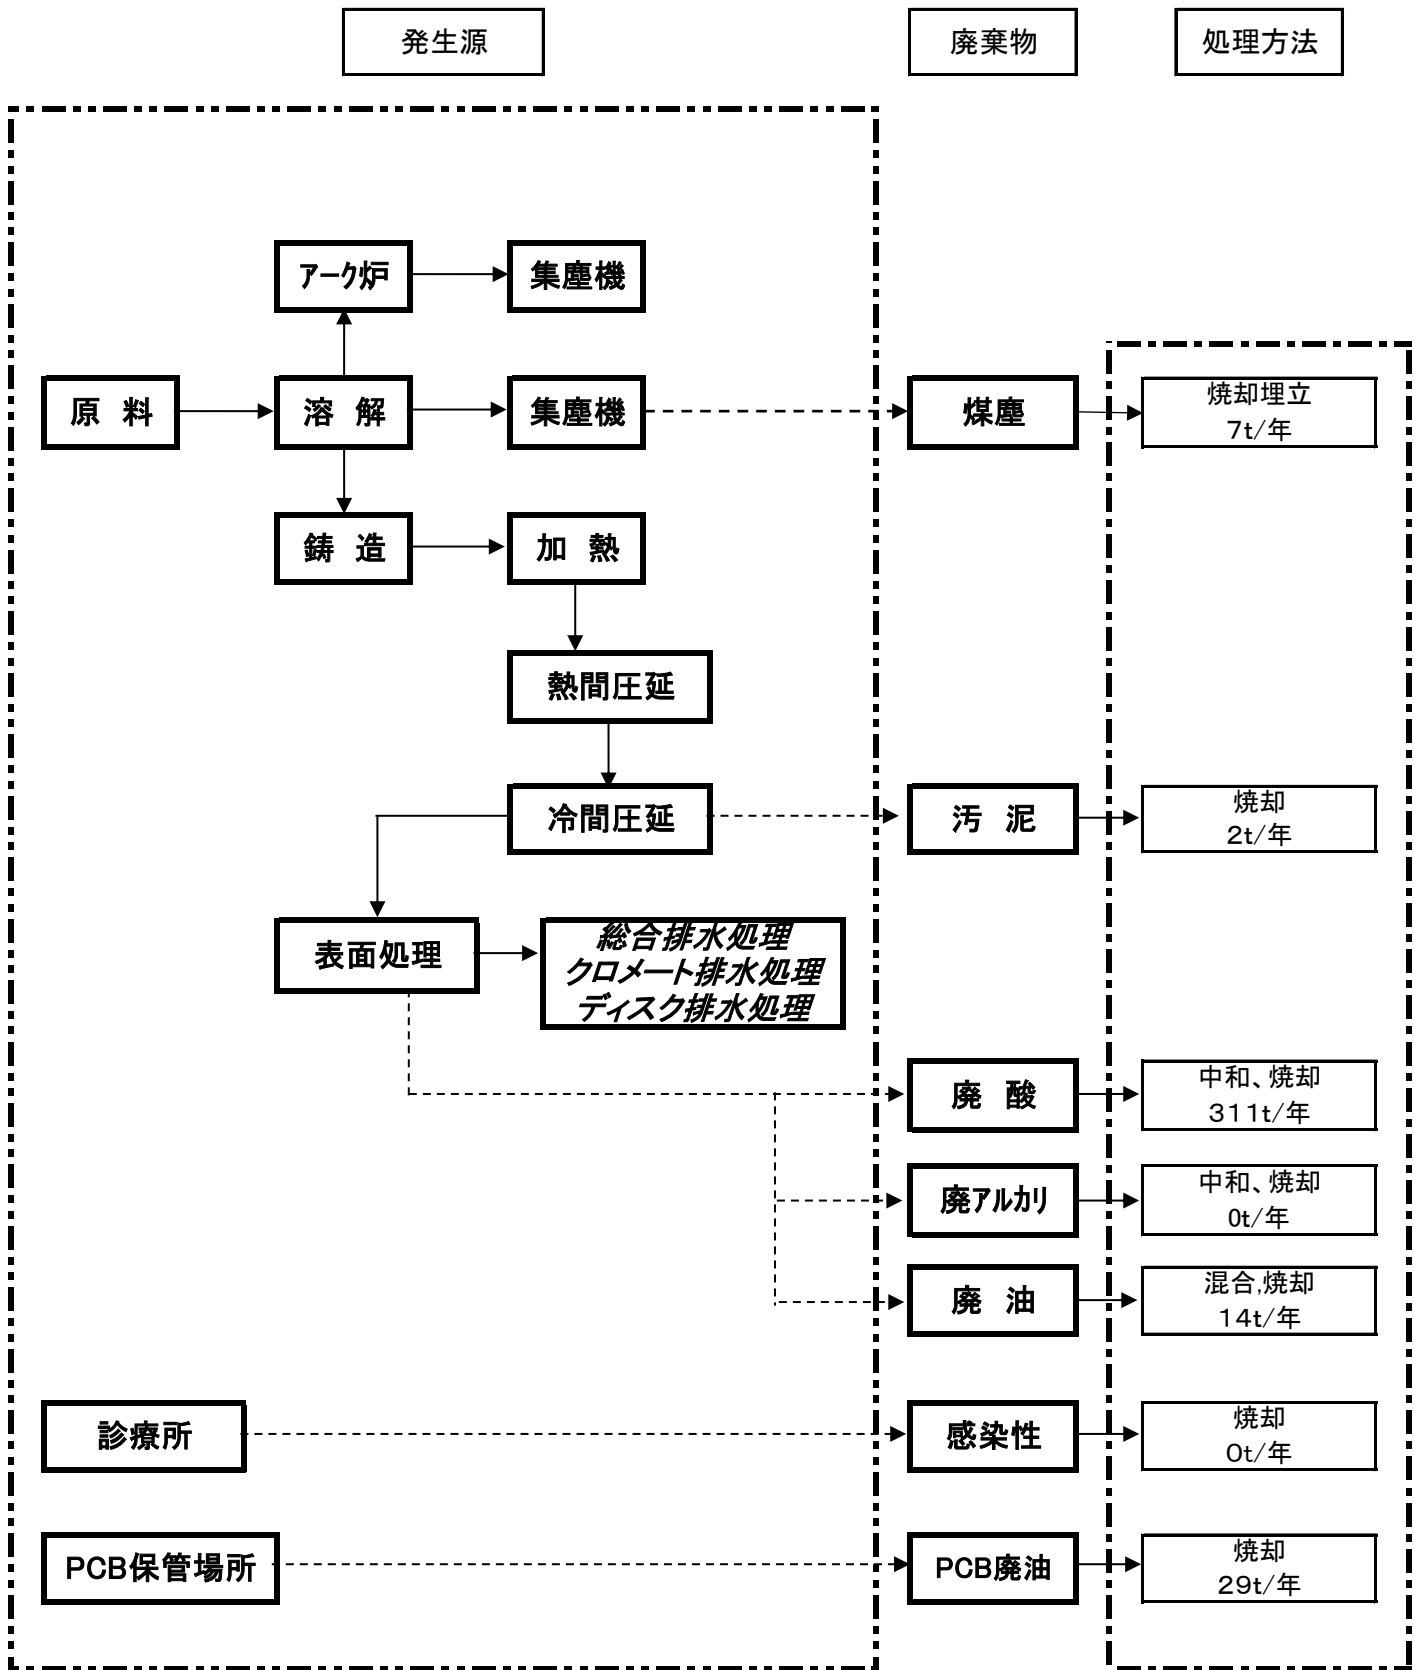 発生源
廃棄物
処理方法
アーク炉
集塵機
原　料
溶　解
集塵機
煤塵
焼却埋立
7t/年
鋳　造
加　熱
熱間圧延
冷間圧延
汚　泥
焼却
2t/年
表面処理
総合排水処理
クロメート排水処理
ディスク排水処理
廃　酸
中和、焼却
311t/年
廃アルカリ
中和、焼却
0t/年
廃　油
混合,焼却
14t/年
診療所
感染性
焼却
0t/年
PCB保管場所
PCB廃油
焼却
29t/年